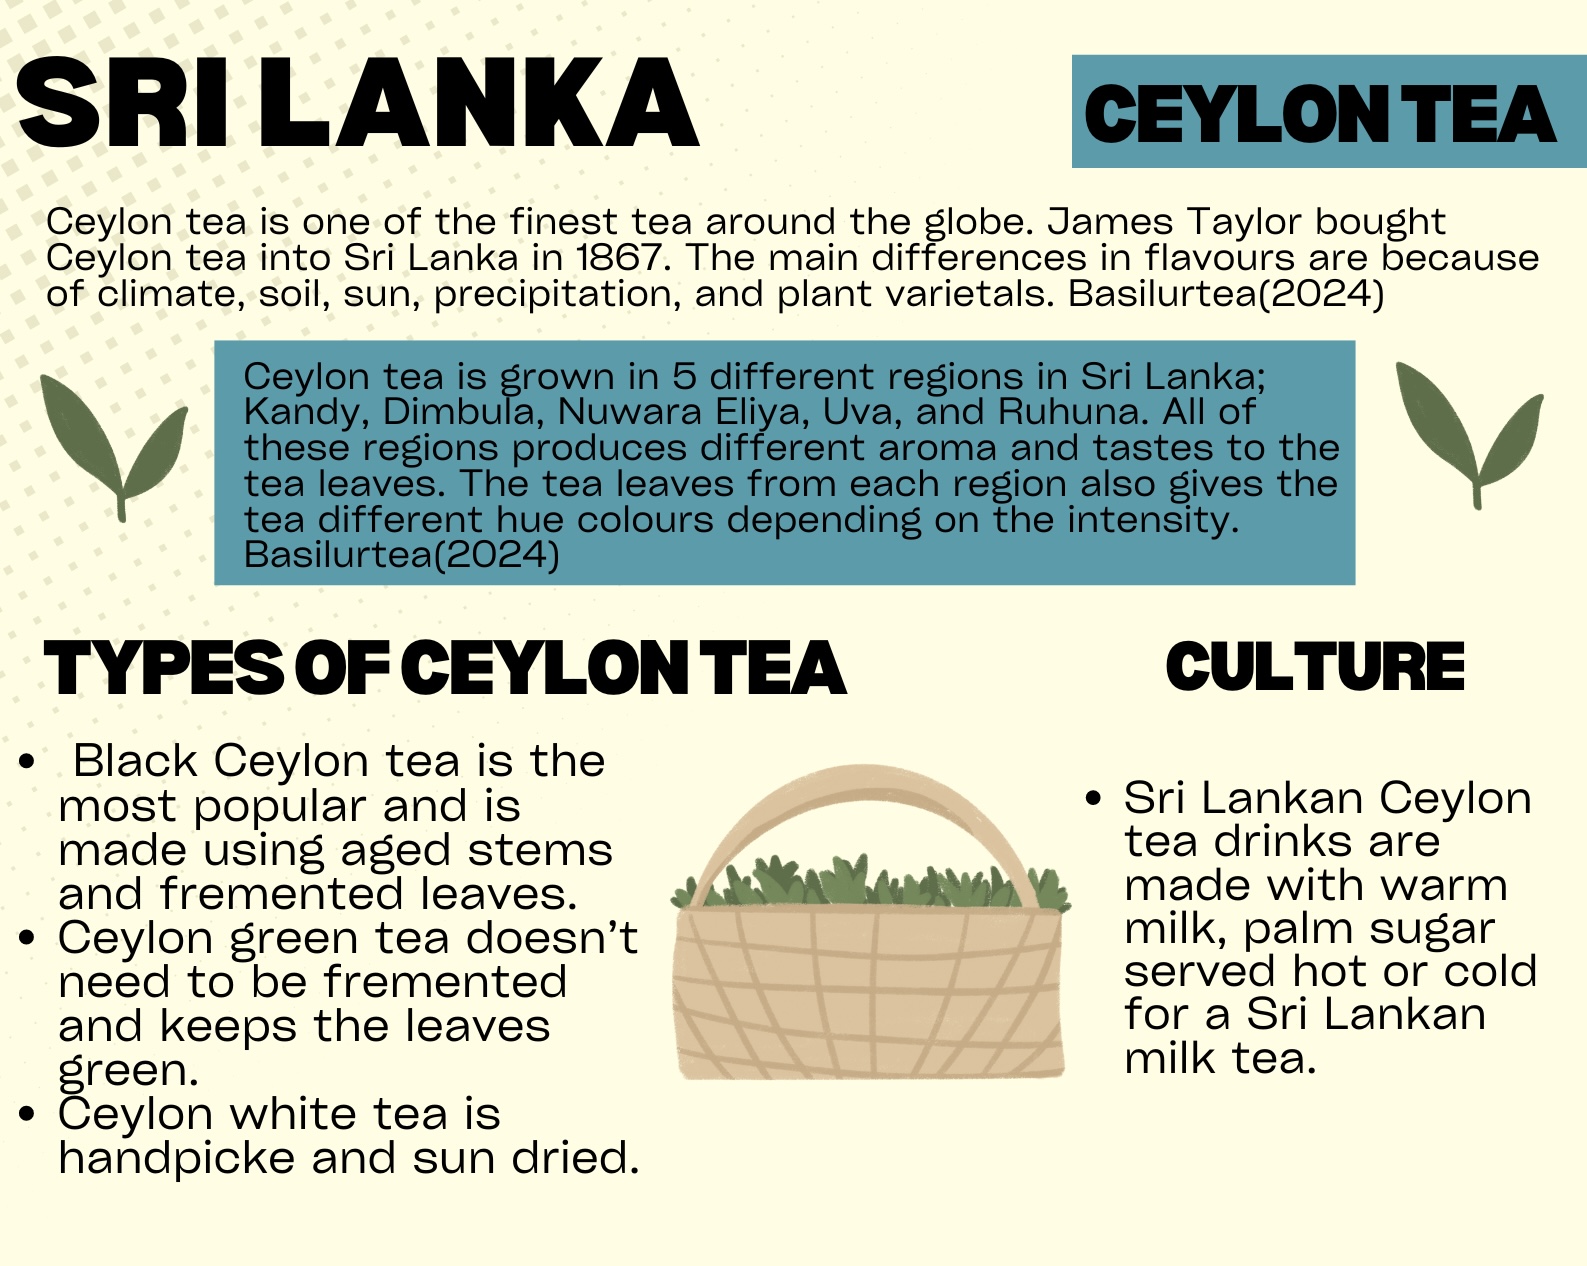 SRI LANKA
CEYLON TEA
Ceylon tea is one of the finest tea around the globe. James Taylor bought
Ceylon tea into Sri Lanka in 1867. The main differences in flavours are because
of climate, soil, sun, precipitation, and plant varietals. Basilurtea(2024)
Ceylon tea is grown in 5 different regions in Sri Lanka;
Kandy, Dimbula, Nuwara Eliya, Uva, and Ruhuna. All of
these regions produces different aroma and tastes to the
tea leaves. The tea leaves from each region also gives the
tea different hue colours depending on the intensity.
Basilurtea(2024)
TYPES OF CEYLON TEA
• Black Ceylon tea is the
most popular and is
made using aged stems
and fremented leaves.
• Ceylon green tea doesn’t
need to be fremented
and keeps the leaves
green.
• Ceylon white tea is
handpicke and sun dried.
CULTURE
• Sri Lankan Ceylon
tea drinks are
made with warm
milk, palm sugar
served hot or cold
for a Sri Lankan
milk tea.